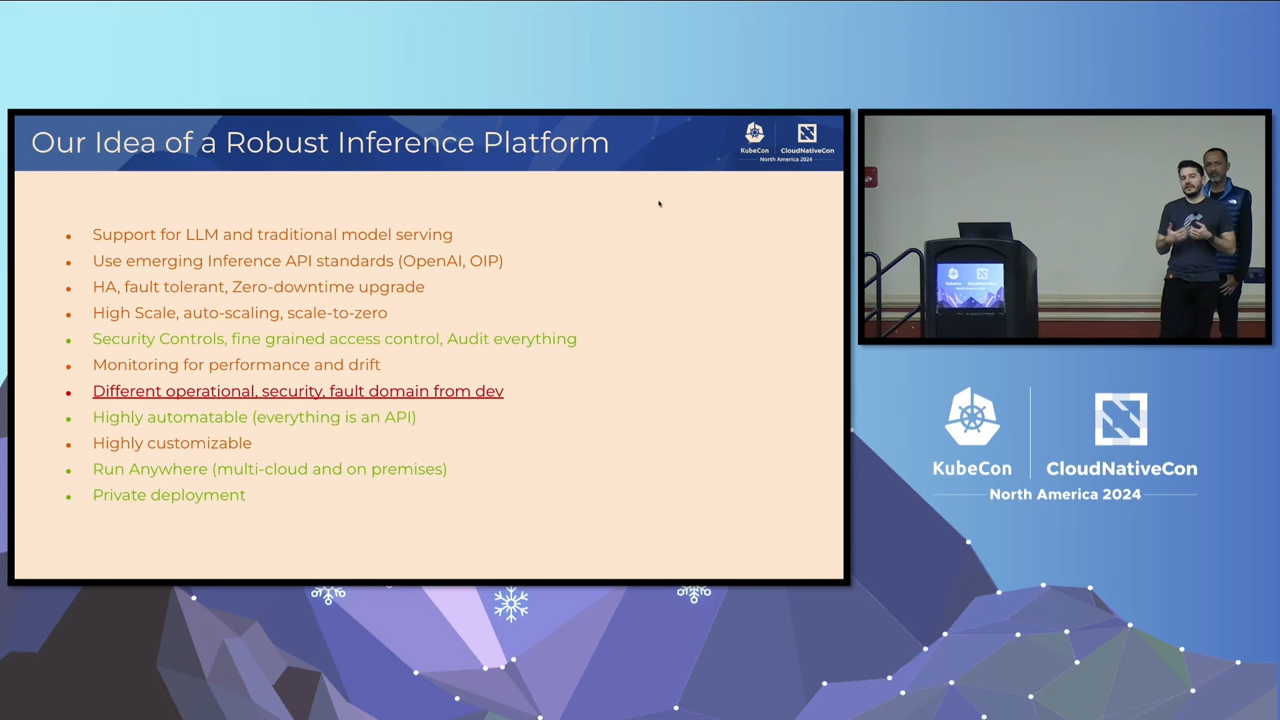 Our Idea of a Robust Inference Platform
KubeCon
CloudNativeCon
North America 2024
Support for LLM and traditional model serving
Use emerging Inference API standards (OpenAI, OIP)
HA, fault tolerant, Zero-downtime upgrade
High Scale, auto-scaling, scale-to-zero
Security Controls, fine grained access control, Audit everything
Monitoring for performance and drift
Different operational, security, fault domain from dev
Highly automatable (everything is an API)
Highly customizable
Run Anywhere (multi-cloud and on premises)
Private deployment
KubeCon
CloudNativeCon
North America 2024